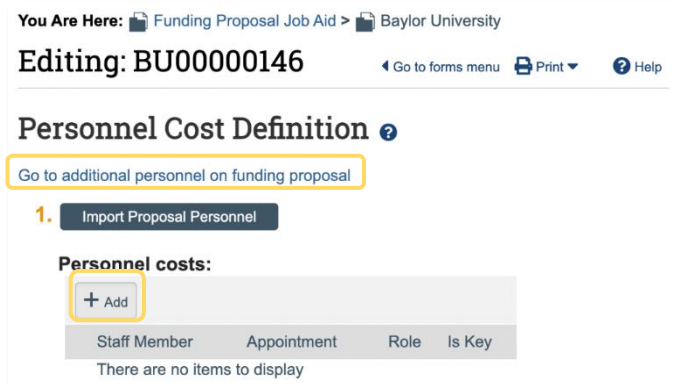 You Are Here: Funding Proposal Job Aid > Baylor University
Editing: BU00000146 Go to forms menu Print Help
Personnel Cost Definition ?
Go to additional personnel on funding proposal
1. Import Proposal Personnel
Personnel costs:
+ Add
Staff Member Appointment Role Is Key
There are no items to display